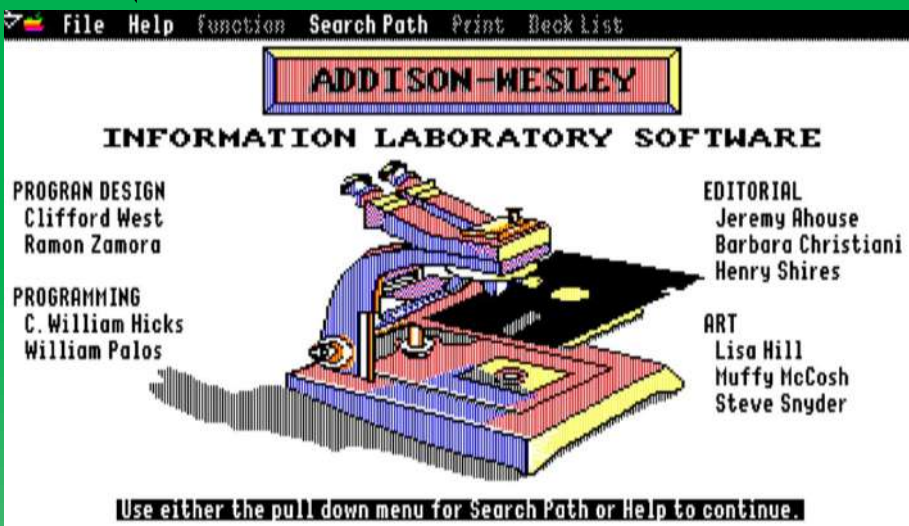 File Help Function Search Path Print Deck List
ADDISON-WESLEY
INFORMATION LABORATORY SOFTWARE
PROGRAN DESIGN
Clifford West
Ramon Zamora
PROGRAMMING
C. William Hicks
William Palos
EDITORIAL
Jeremy Ahouse
Barbara Christiani
Henry Shires
ART
Lisa Hill
Muffy McCosh
Steve Snyder
Use either the pull down menu for Search Path or Help to continue.